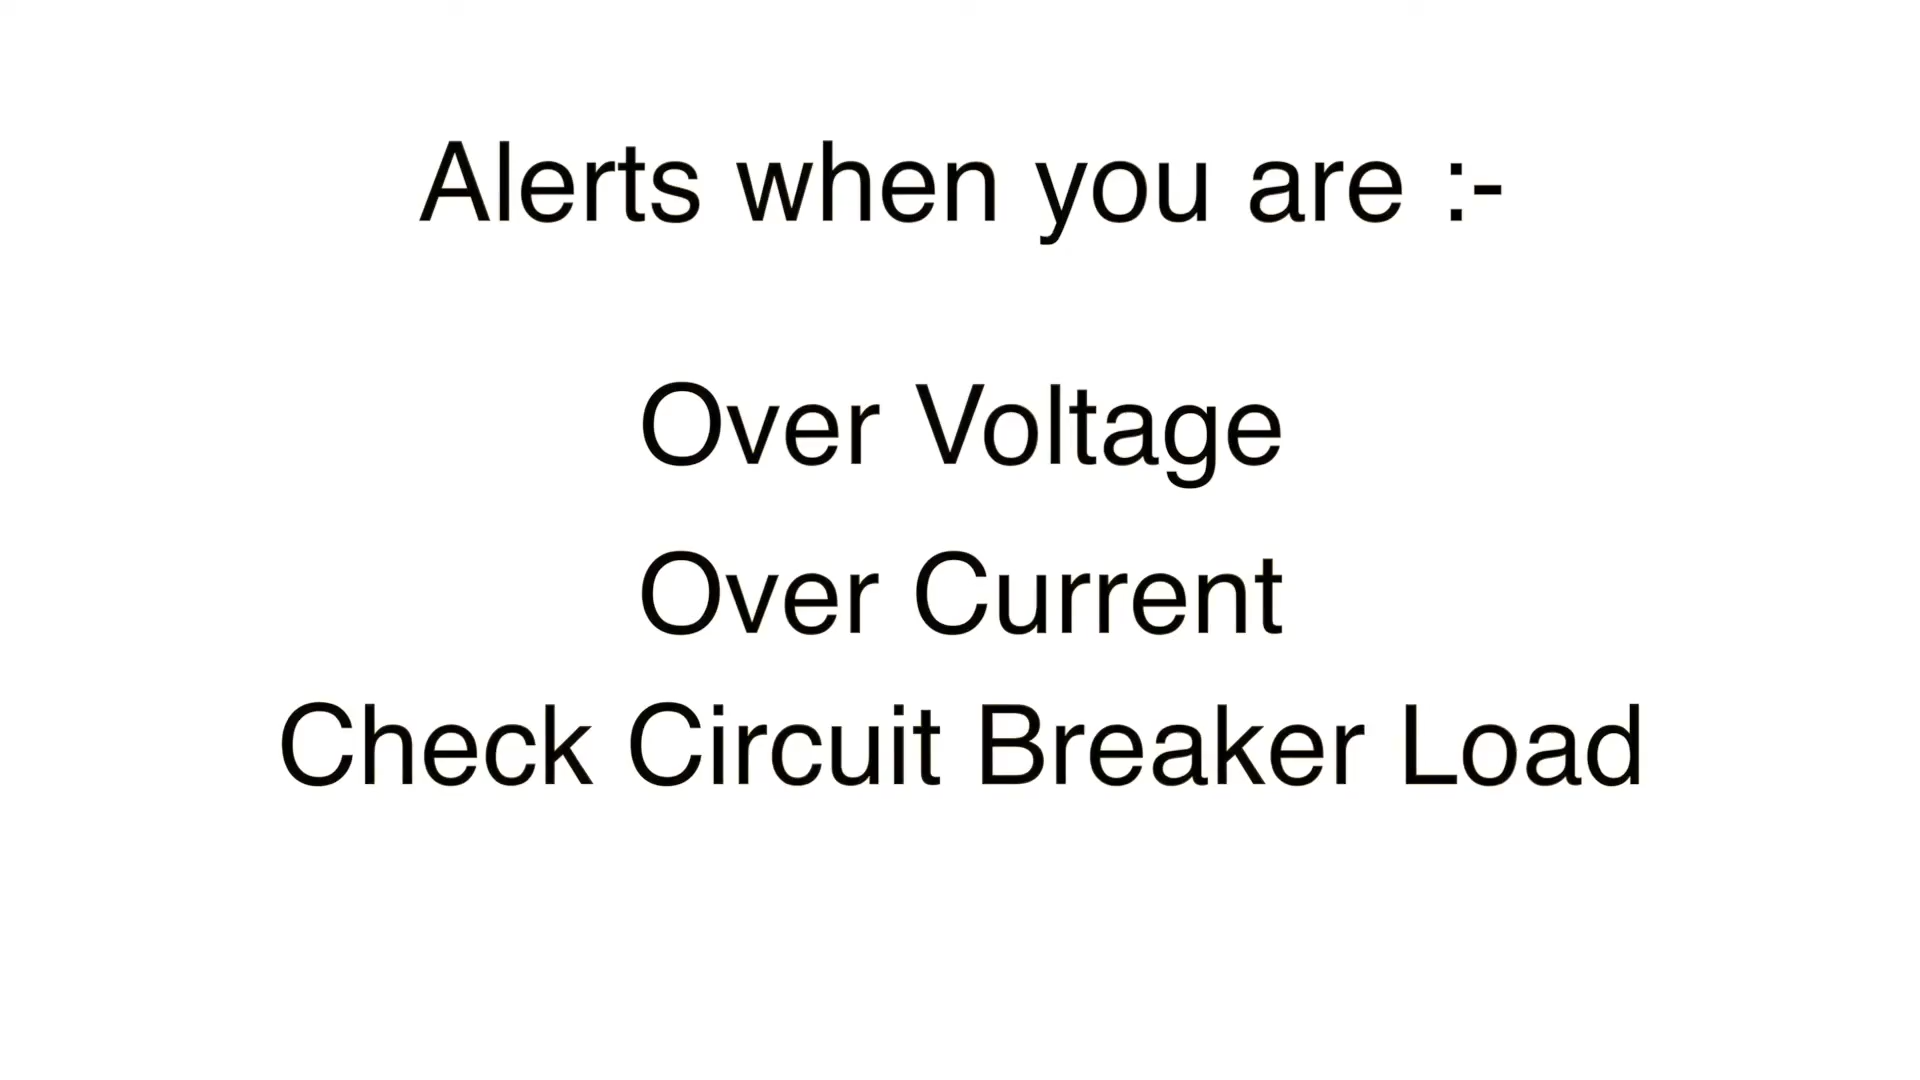 Alerts when you are :-
Over Voltage
Over Current
Check Circuit Breaker Load